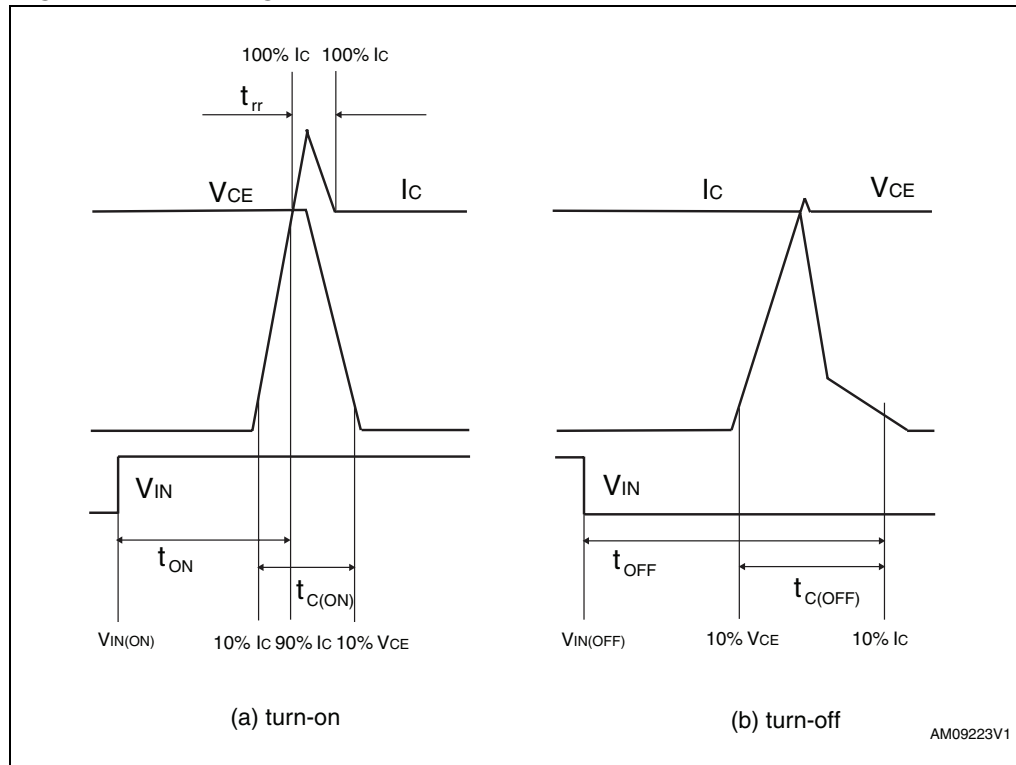 100% IC 100% IC
trr
VCE
IC
VIN
tON
tC(ON)
VIN(ON)
10% IC 90% IC 10% VCE
(a) turn-on
IC
VCE
VIN
tOFF
tC(OFF)
VIN(OFF)
10% VCE
10% IC
(b) turn-off
AM09223V1